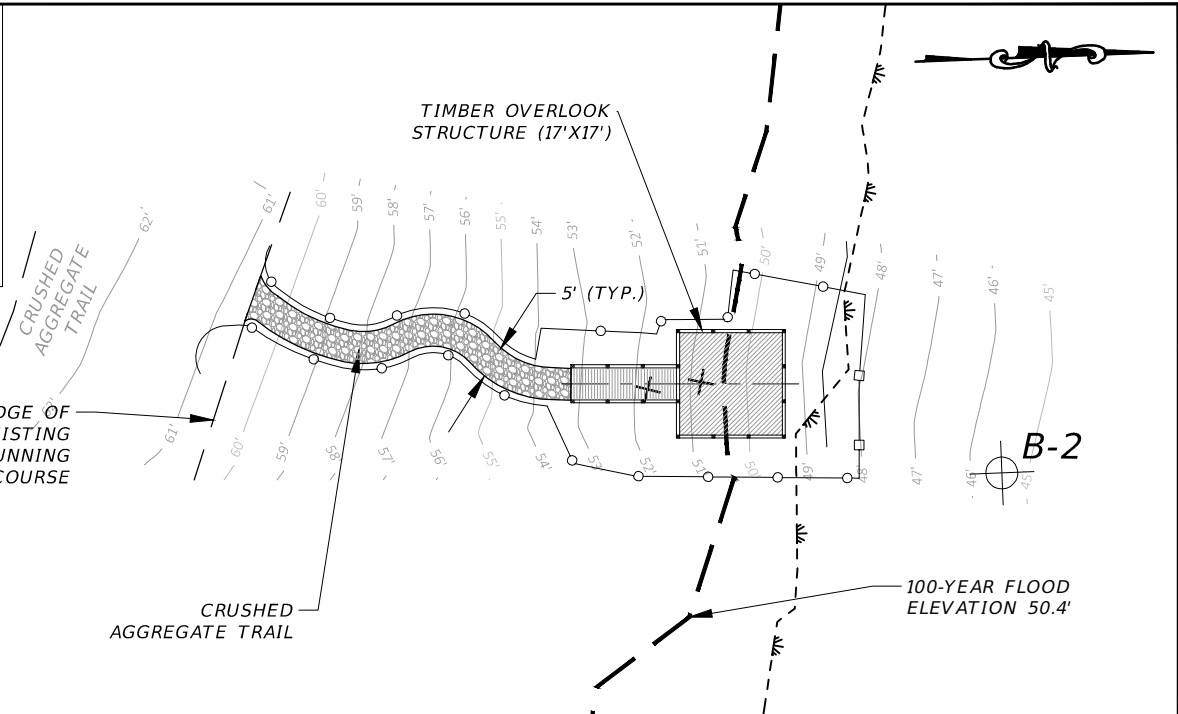 TIMBER OVERLOOK
STRUCTURE (17'X17')
62'
61'
60'
59'
58'
57'
56'
55'
54'
53'
52'
51'
50'
49'
48'
47'
46'
45'
CRUSHED
AGGREGATE
TRAIL
5' (TYP.)
DGE OF
ISTING
UNNING
COURSE
61'
60'
59'
58'
57'
56'
55'
54'
53
52'
51'
50'
49'
48'
47'
46'
45'
B-2
CRUSHED
AGGREGATE TRAIL
100-YEAR FLOOD
ELEVATION 50.4'